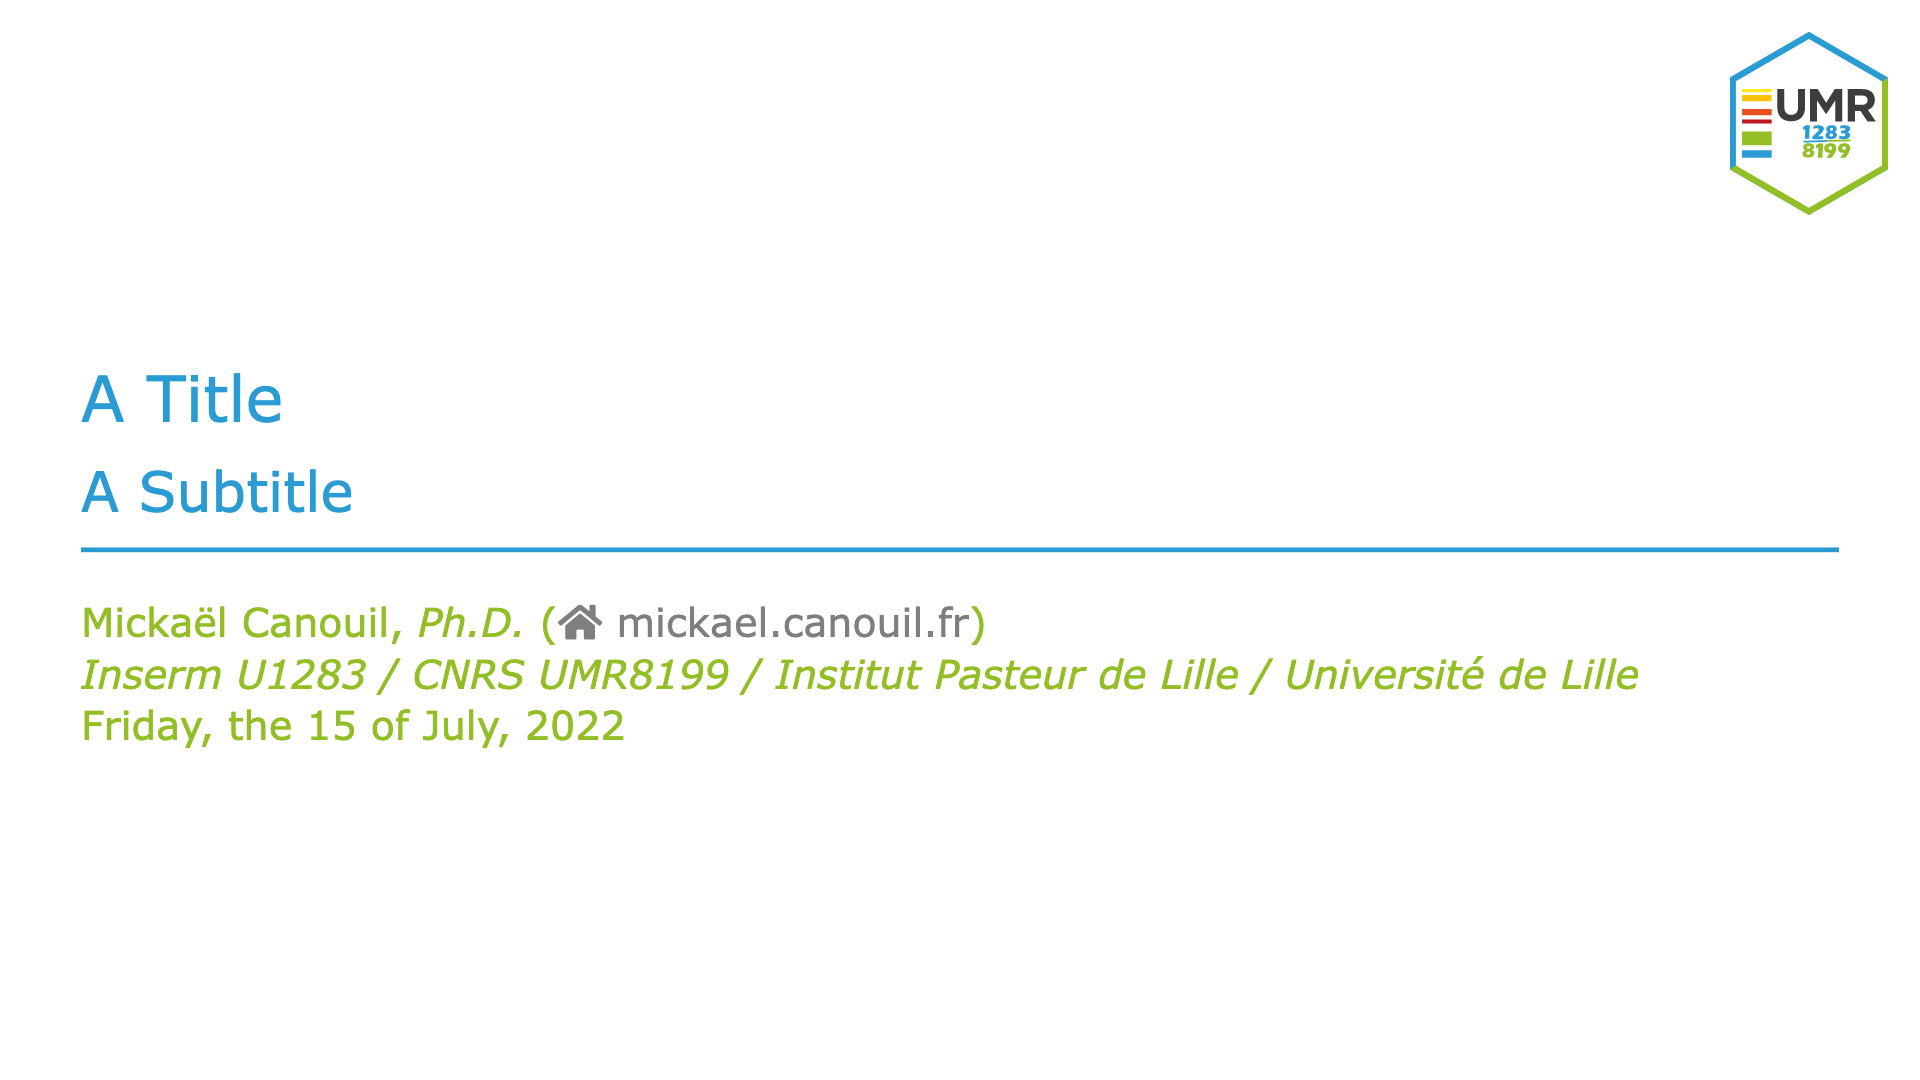 UMR
1283
8199
A Title
A Subtitle
Mickaël Canouil, Ph.D. ( mickael.canouil.fr)
Inserm U1283 / CNRS UMR8199 / Institut Pasteur de Lille / Université de Lille
Friday, the 15 of July, 2022